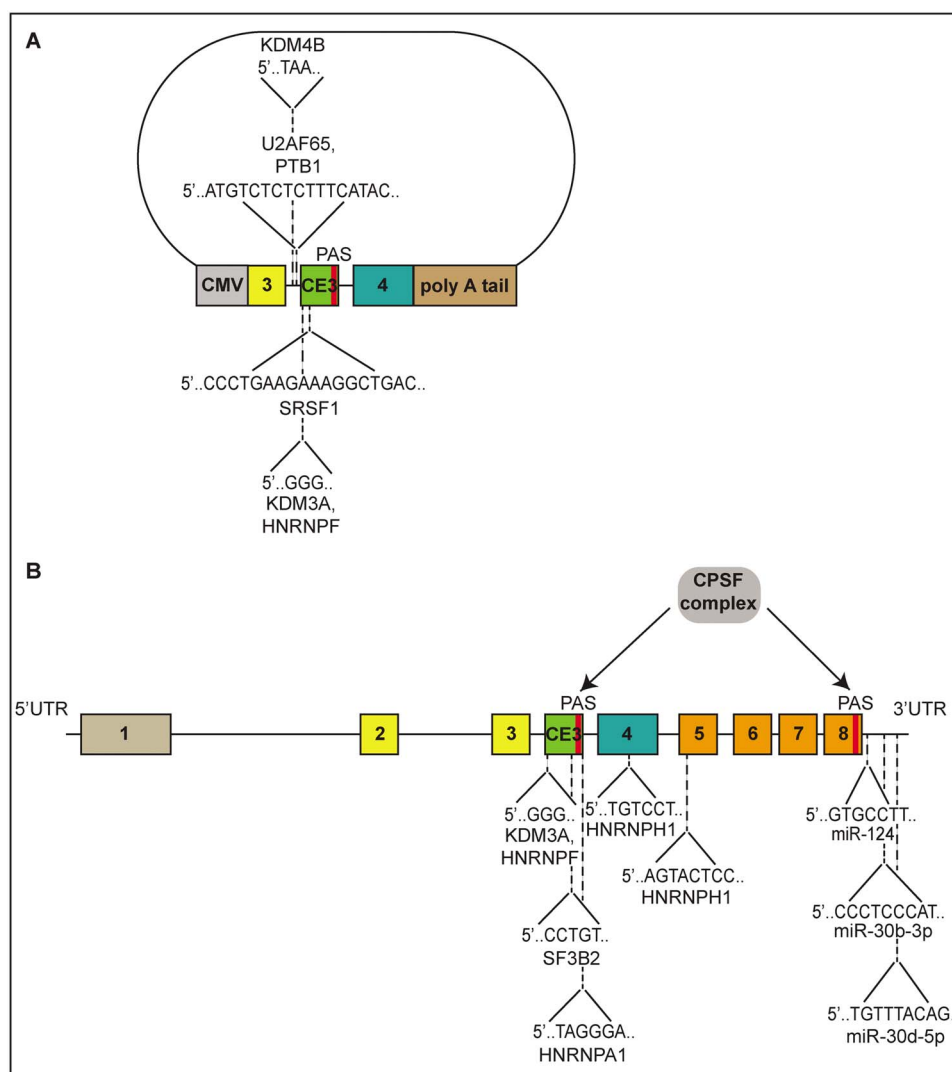 A
KDM4B
5'..TAA..
U2AF65,
PTB1
5'..ATGTCTCTCTTTCATAC..
PAS
CMV 3 CE3 4 poly A tail
5'..CCCTGAAGAAAGGCTGAC..
SRSF1
5'..GGG..
KDM3A,
HNRNPF
B
CPSF
complex
5'UTR PAS PAS 3'UTR
1 2 3 CE3 4 5 6 7 8
5'..GGG.. 5'..TGTCCT.. 5'..GTGCCTT..
KDM3A, HNRNPH1 miR-124
HNRNPF
5'..AGTACTCC..
HNRNPH1
5'..CCTGT.. 5'..CCCTCCCAT..
SF3B2 miR-30b-3p
5'..TAGGGA.. 5'..TGTTTACAG
HNRNPA1 miR-30d-5p